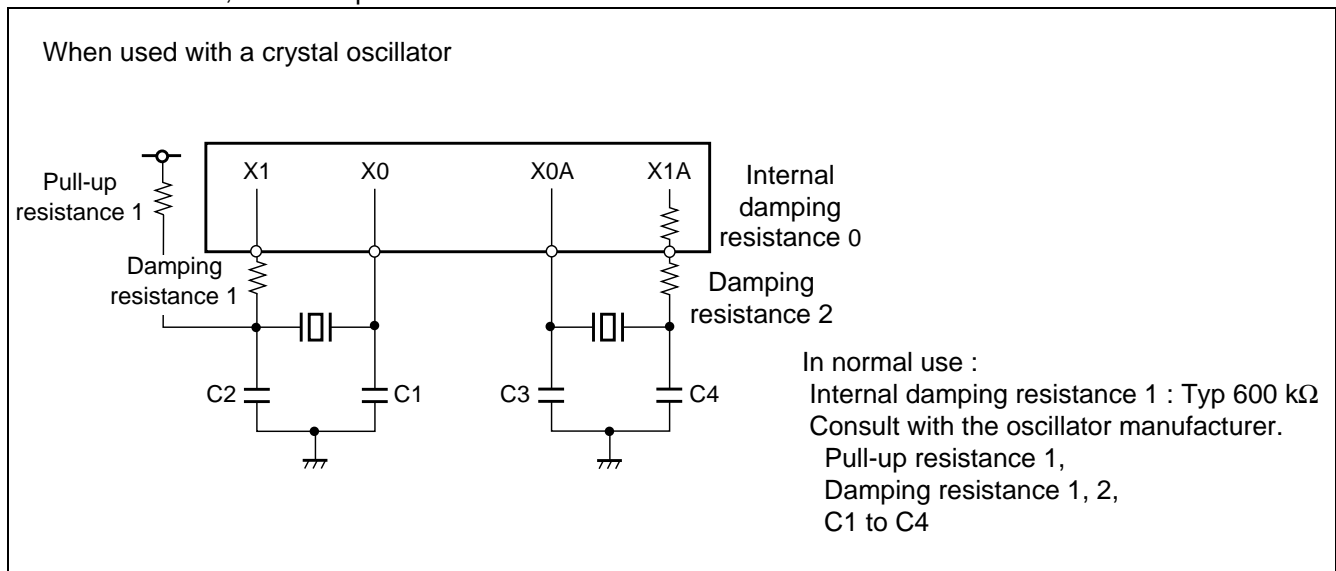 When used with a crystal oscillator
X1
X0
X0A
X1A
Pull-up
resistance 1
Internal
damping
resistance 0
Damping
resistance 1
Damping
resistance 2
C2
C1
C3
C4
In normal use :
Internal damping resistance 1 : Typ 600 kΩ
Consult with the oscillator manufacturer.
Pull-up resistance 1,
Damping resistance 1, 2,
C1 to C4